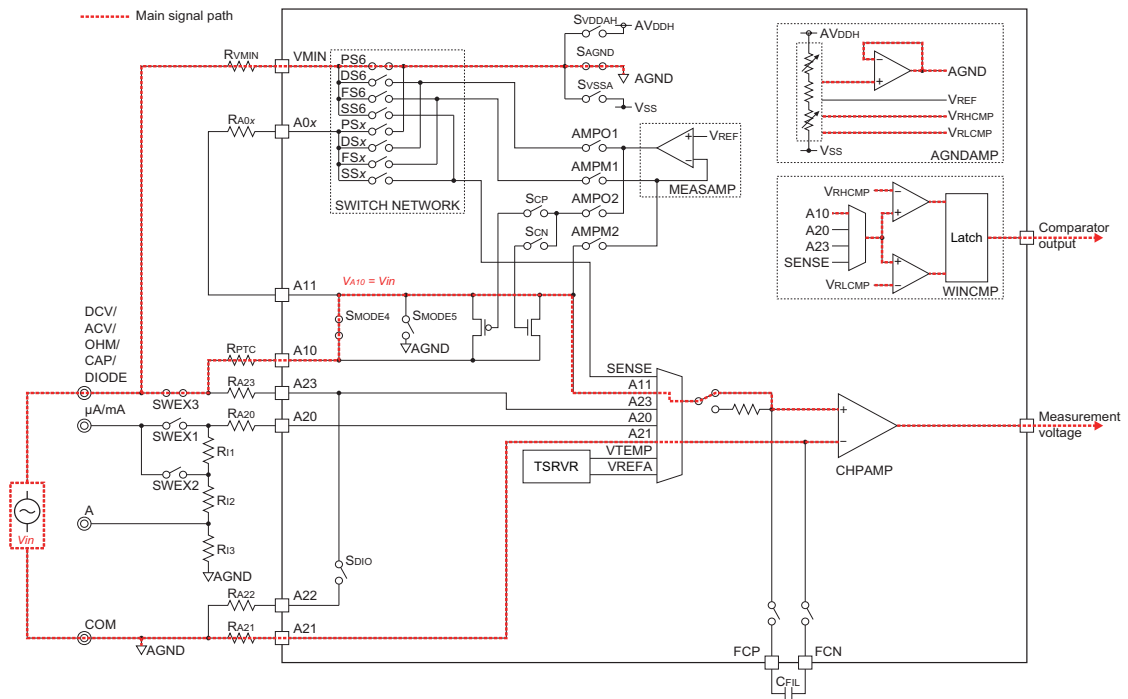 Main signal path
SVDDAH
AVDDH
RVMIN
VMIN
PS6
SAGND
AGND
DS6
FS6
SS6
SVSSA
VSS
RA0x
A0x
PSx
DSx
FSx
SSx
SWITCH NETWORK
AMPO1
VREF
AMPM1
MEASAMP
SCP
AMPO2
SCN
AMPM2
AVDDH
AGND
VREF
VRHCMP
VRLCMP
VSS
AGNDAMP
VRHCMP
A10
A20
A23
SENSE
VRLCMP
Latch
WINCMP
Comparator
output
A11
VA10 = Vin
DCV/
ACV/
OHM/
CAP/
DIODE
SMODE4
SMODE5
AGND
RPTC
A10
SWEX3
RA23
A23
SENSE
A11
A23
A20
A21
VTEMP
VREFA
TSRVR
CHPAMP
Measurement
voltage
μA/mA
SWEX1
RA20
A20
RI1
SWEX2
RI2
A
RI3
AGND
Vin
SDIO
RA22
A22
COM
AGND
RA21
A21
FCP
FCN
CFIL